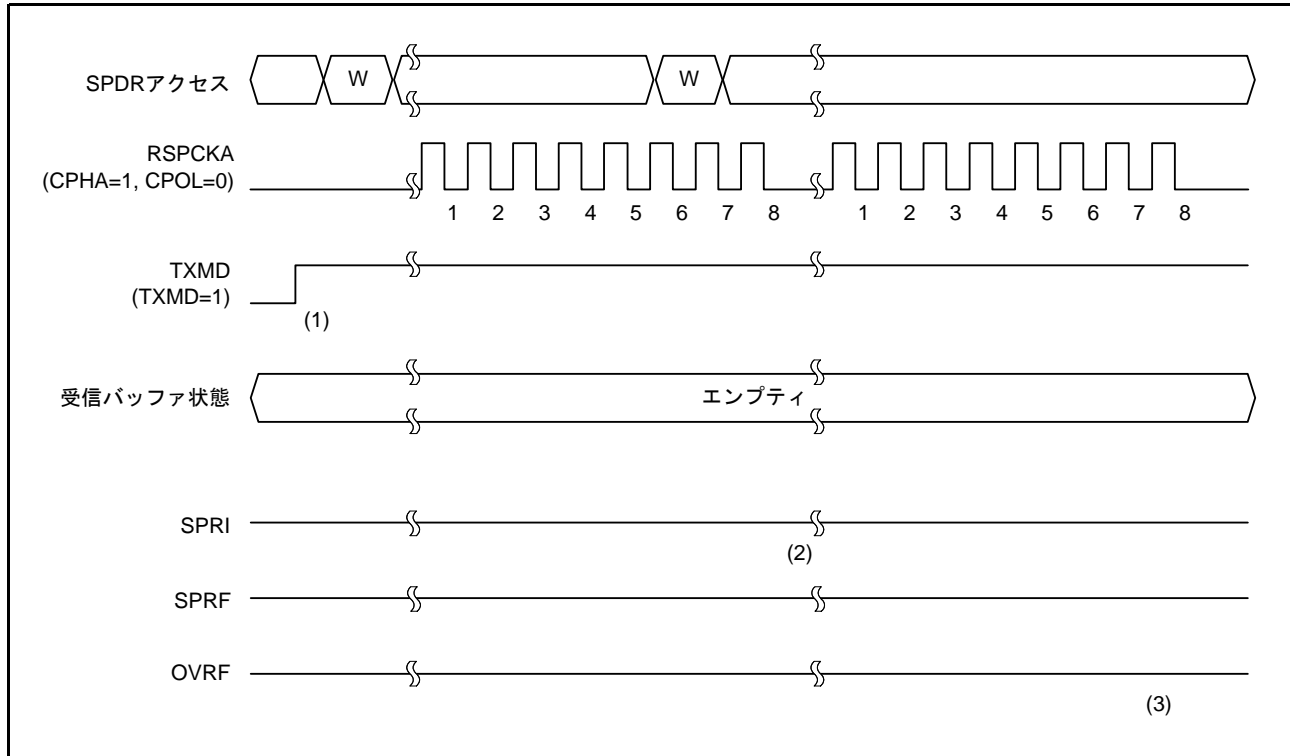 SPDRアクセス
W
W
RSPCKA
(CPHA=1, CPOL=0)
1 2 3 4 5 6 7 8 1 2 3 4 5 6 7 8
TXMD
(TXMD=1)
(1)
受信バッファ状態
エンプティ
SPRI
(2)
SPRF
OVRF
(3)